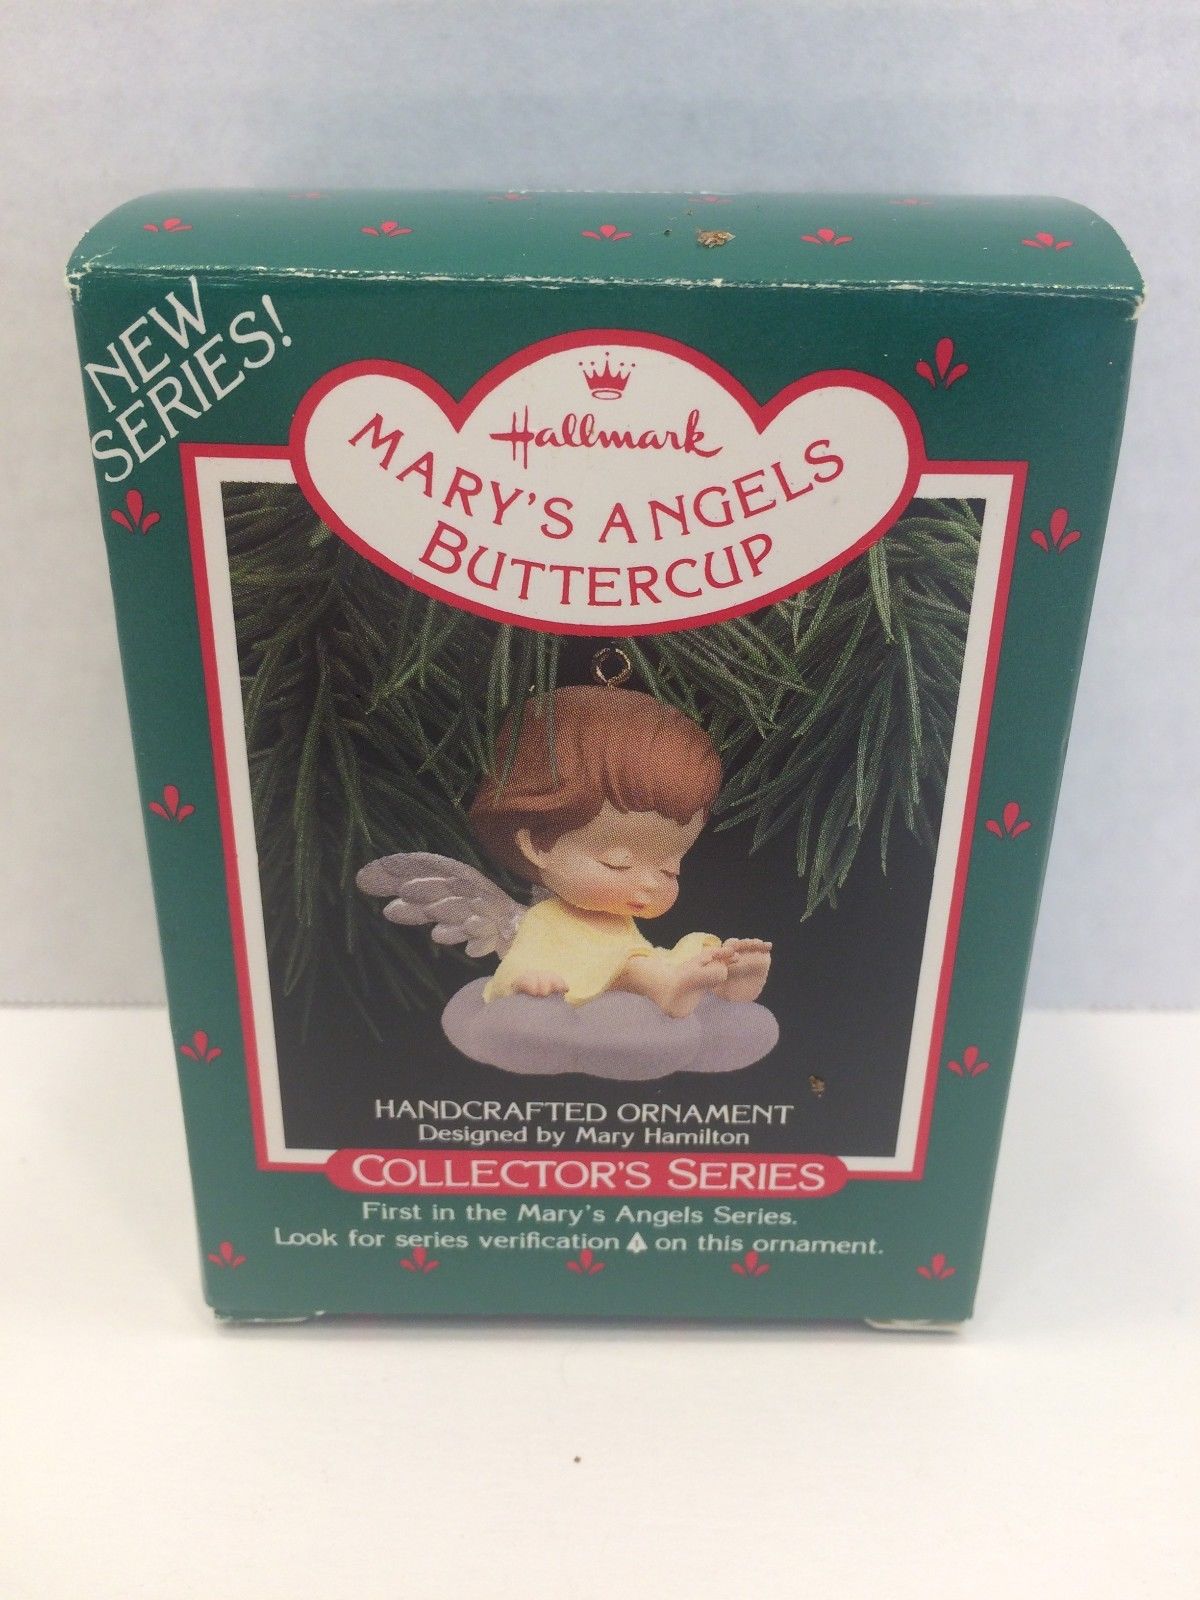 NEW
SERIES!
Hallmark
MARY'S ANGELS
BUTTERCUP
HANDCRAFTED ORNAMENT
Designed by Mary Hamilton
COLLECTOR'S SERIES
First in the Mary's Angels Series.
Look for series verification 1 on this ornament.